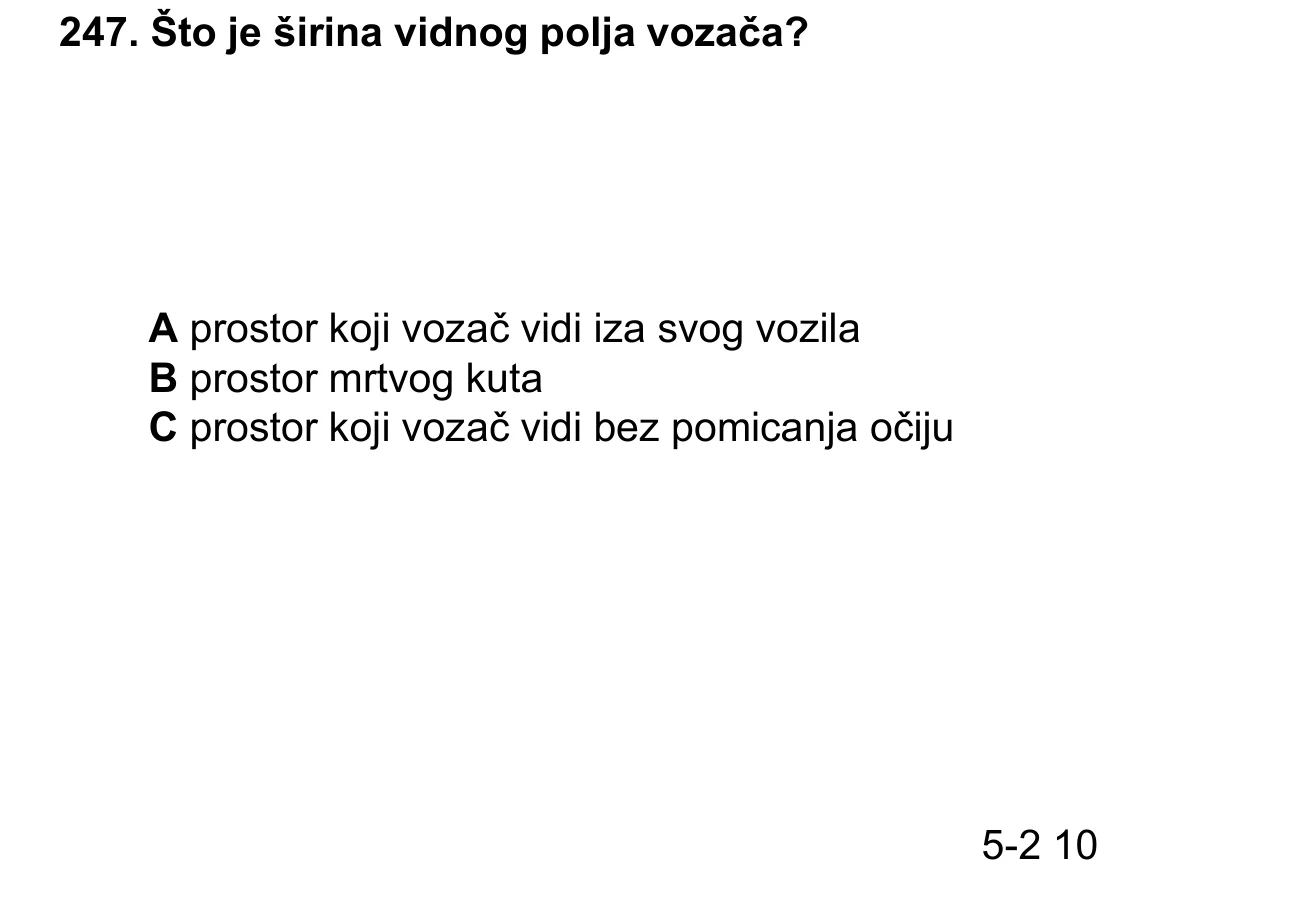 247. Što je širina vidnog polja vozača?
A prostor koji vozač vidi iza svog vozila
B prostor mrtvog kuta
C prostor koji vozač vidi bez pomicanja očiju
5-2 10